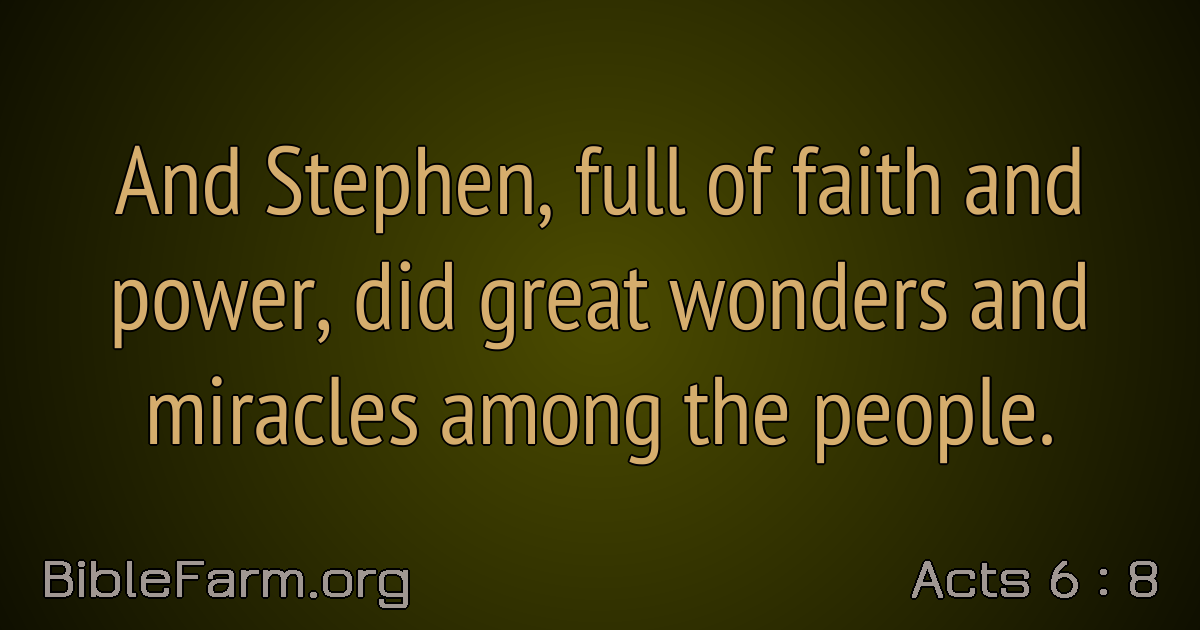 And Stephen, full of faith and
power, did great wonders and
miracles among the people.
BibleFarm.org
Acts 6 : 8